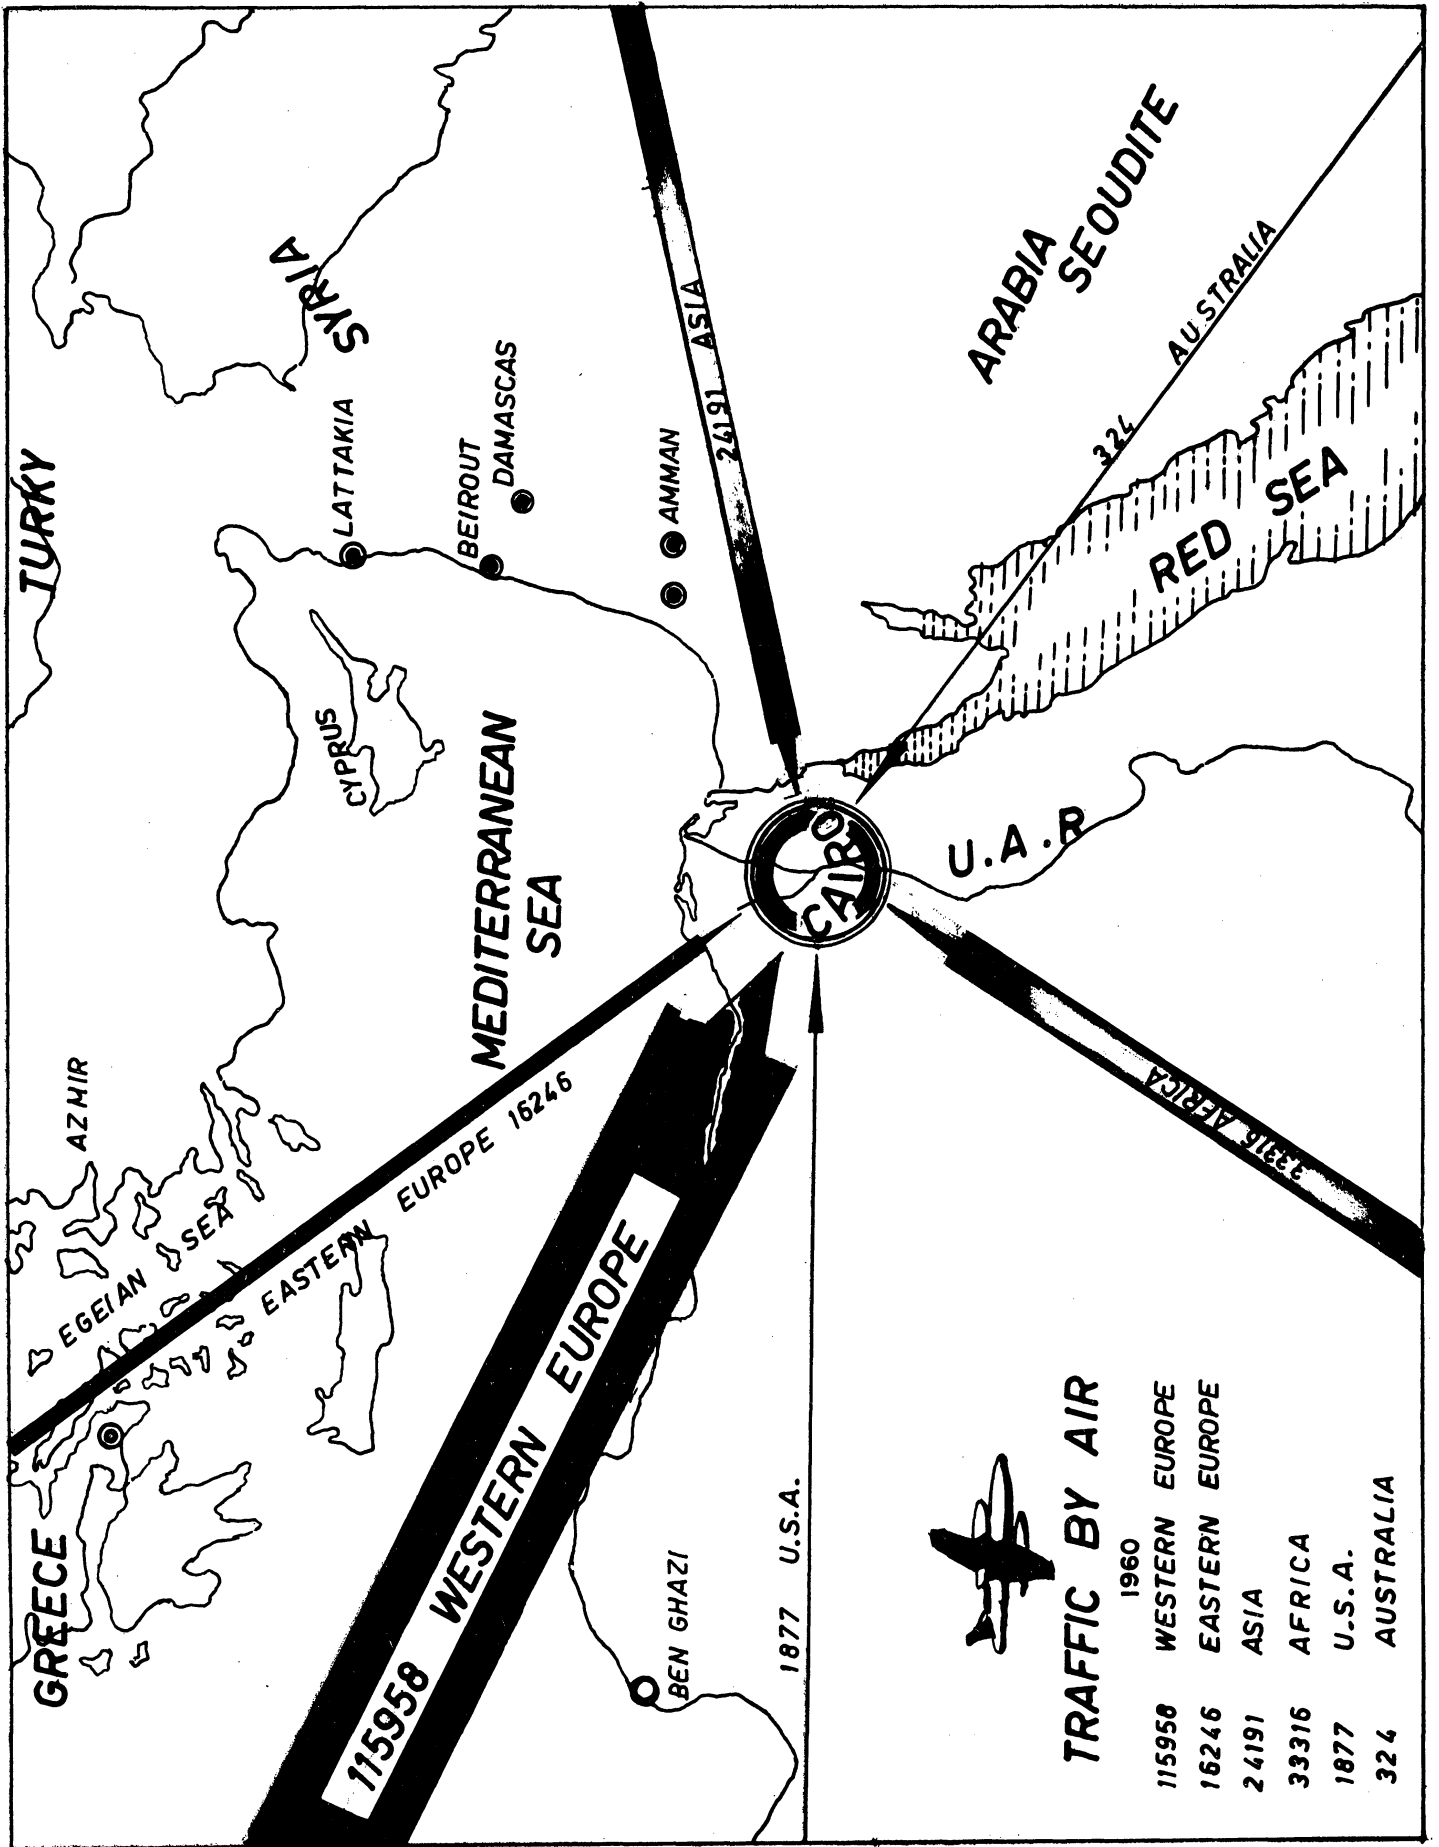 TURKY
SYRIA
LATTAKIA
BEIROUT
DAMASCAS
AMMAN
CYPRUS
MEDITERRANEAN
SEA
AZMIR
EGEIAN SEA
GREECE
EASTERN EUROPE 16246
115958 WESTERN EUROPE
24191 ASIA
ARABIA
SEOUDITE
324 AUSTRALIA
RED SEA
CAIRO
U.A.R
33316 AFRICA
1877 U.S.A.
BEN GHAZI
TRAFFIC BY AIR
1960
115958 WESTERN EUROPE
16246 EASTERN EUROPE
24191 ASIA
33316 AFRICA
1877 U.S.A.
324 AUSTRALIA